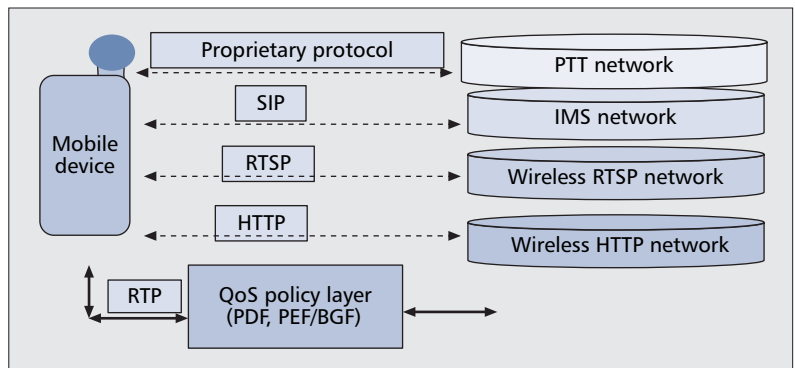 Proprietary protocol
PTT network
SIP
IMS network
Mobile
device
RTSP
Wireless RTSP network
HTTP
Wireless HTTP network
RTP
QoS policy layer
(PDF, PEF/BGF)